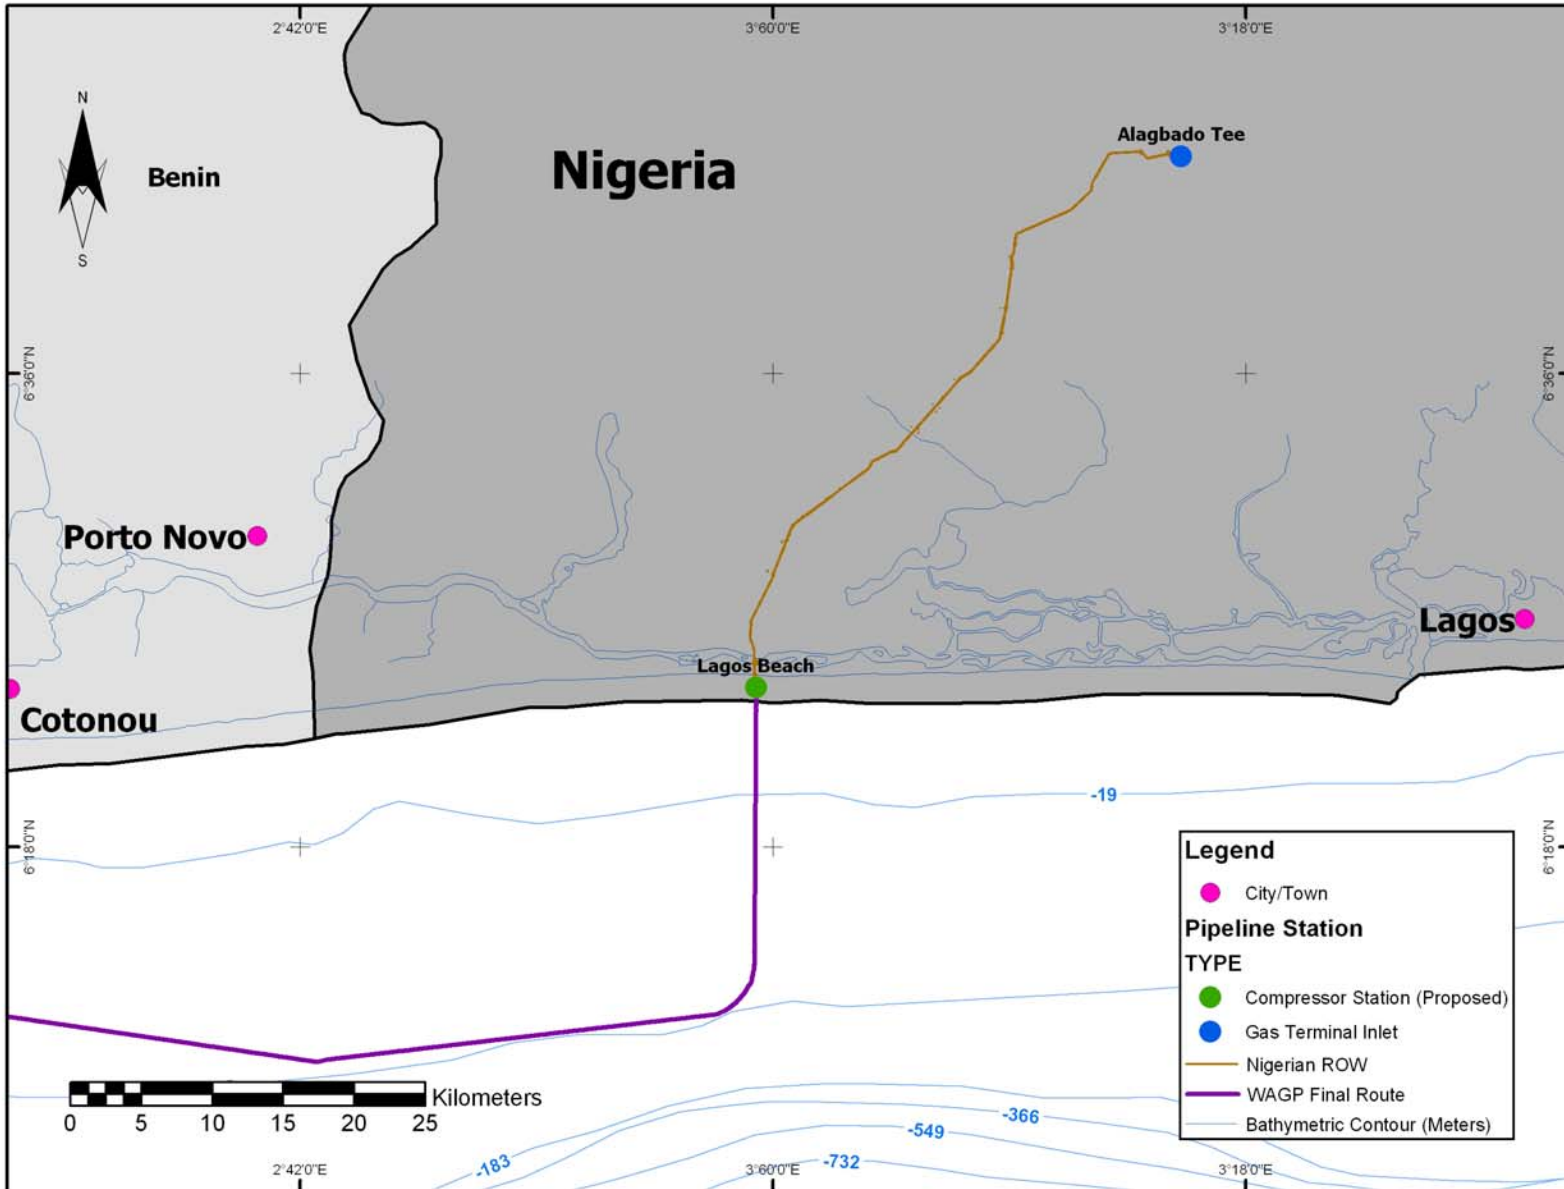 2°42'0"E
3°60'0"E
3°18'0"E
N
S
Benin
Nigeria
Alagbado Tee
6°36'0"N
6°36'0"N
Porto Novo
Lagos
Lagos Beach
Cotonou
-19
6°18'0"N
6°18'0"N
Legend
City/Town
Pipeline Station
TYPE
Compressor Station (Proposed)
Gas Terminal Inlet
Nigerian ROW
WAGP Final Route
Bathymetric Contour (Meters)
Kilometers
0 5 10 15 20 25
-366
-549
-732
-183
2°42'0"E
3°60'0"E
3°18'0"E